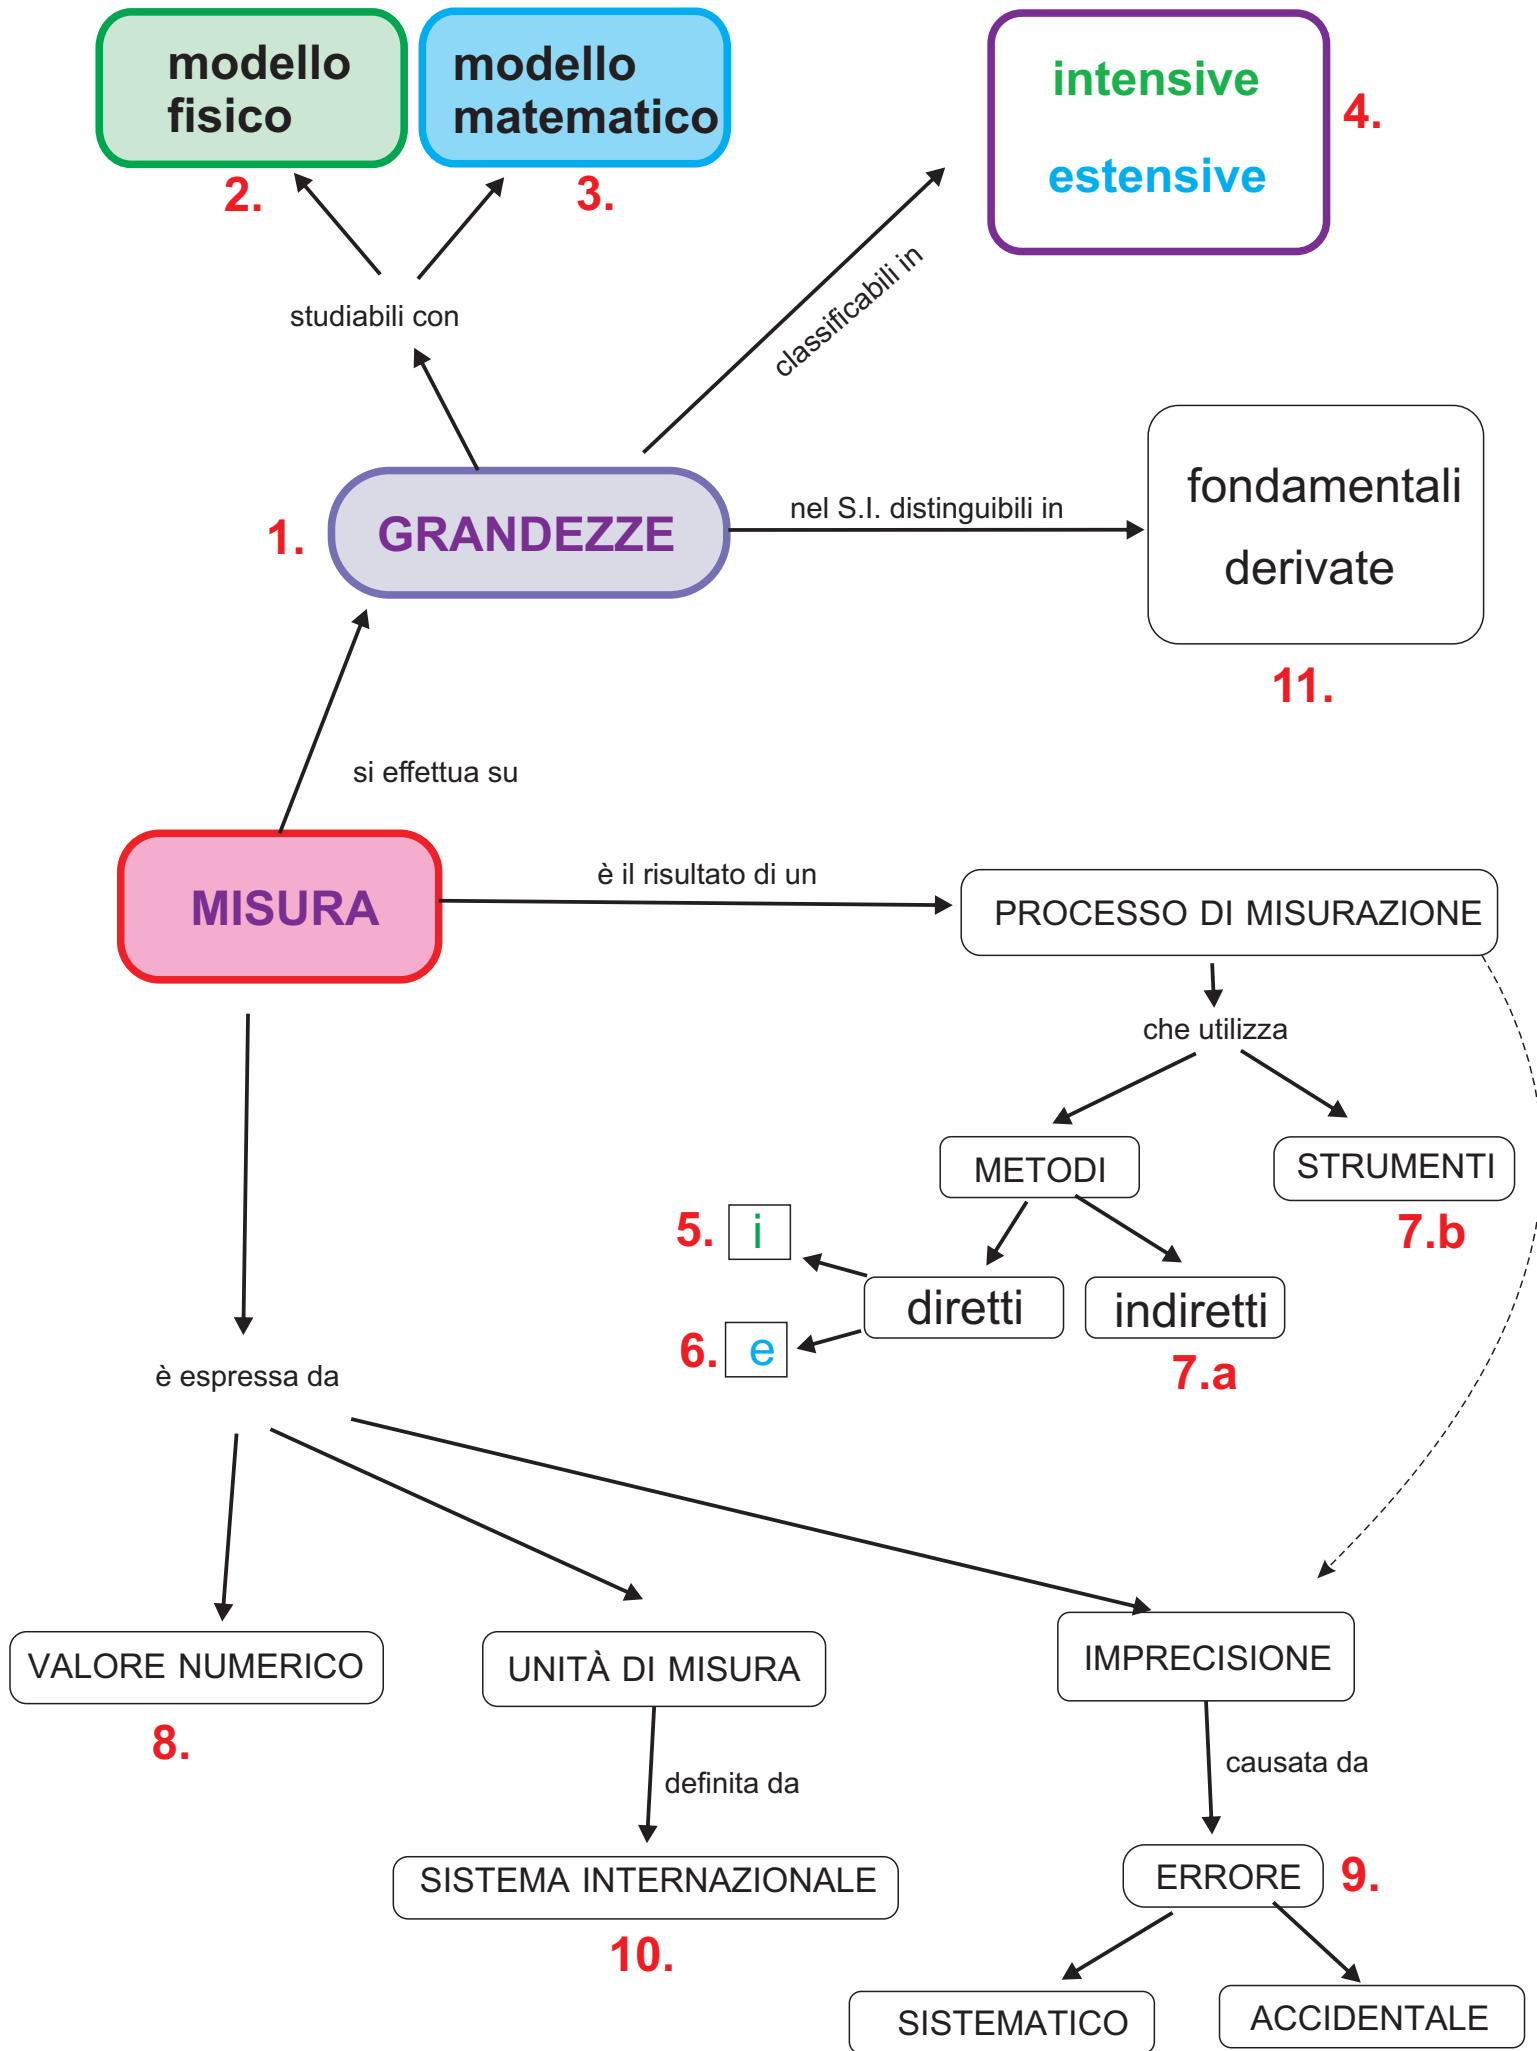 modello
fisico
modello
matematico
intensive
estensive
4.
2.
3.
studiabili con
classificabili in
1.
GRANDEZZE
nel S.I. distinguibili in
fondamentali
derivate
11.
si effettua su
MISURA
è il risultato di un
PROCESSO DI MISURAZIONE
che utilizza
METODI
STRUMENTI
7.b
5.
i
diretti
indiretti
6.
e
7.a
è espressa da
VALORE NUMERICO
8.
UNITÀ DI MISURA
IMPRECISIONE
definita da
causata da
SISTEMA INTERNAZIONALE
10.
ERRORE
9.
SISTEMATICO
ACCIDENTALE